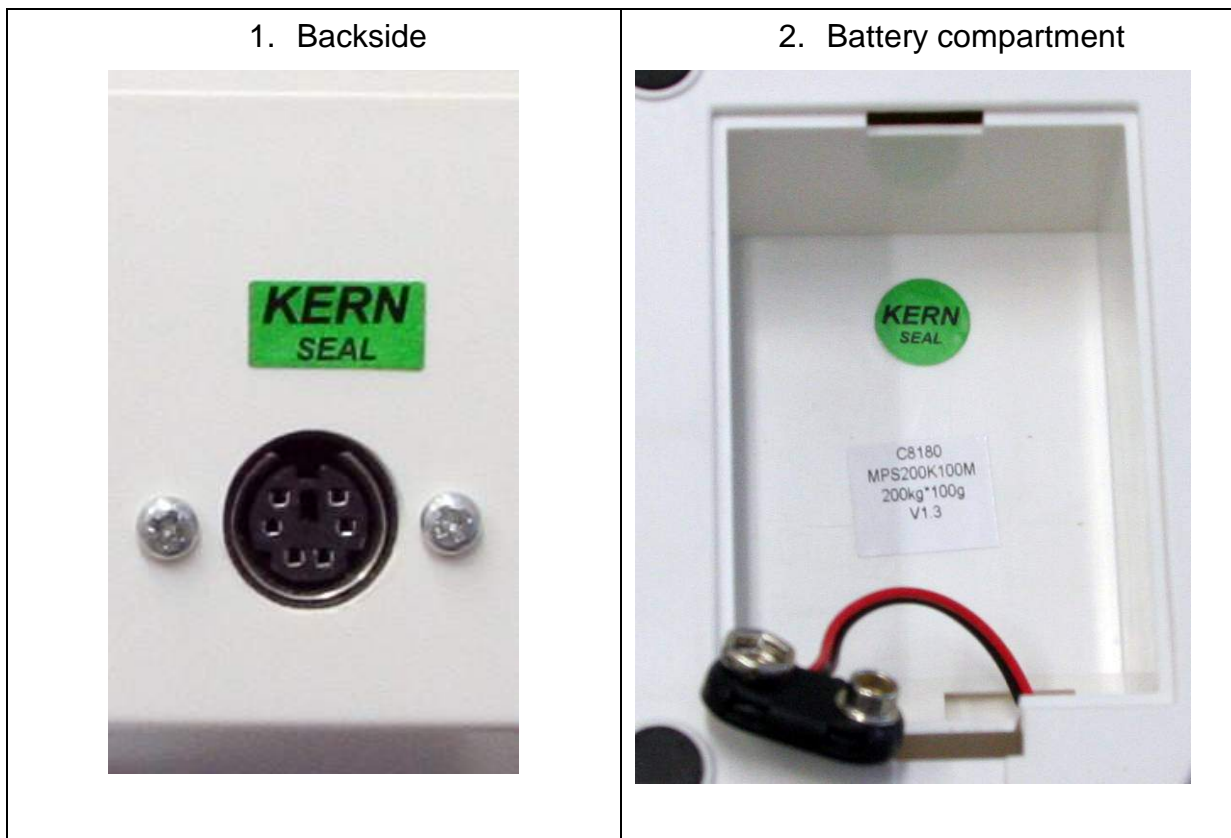 1. Backside
2. Battery compartment
KERN
SEAL
KERN
SEAL
C8180
MPS200K100M
200kg*100g
V1.3